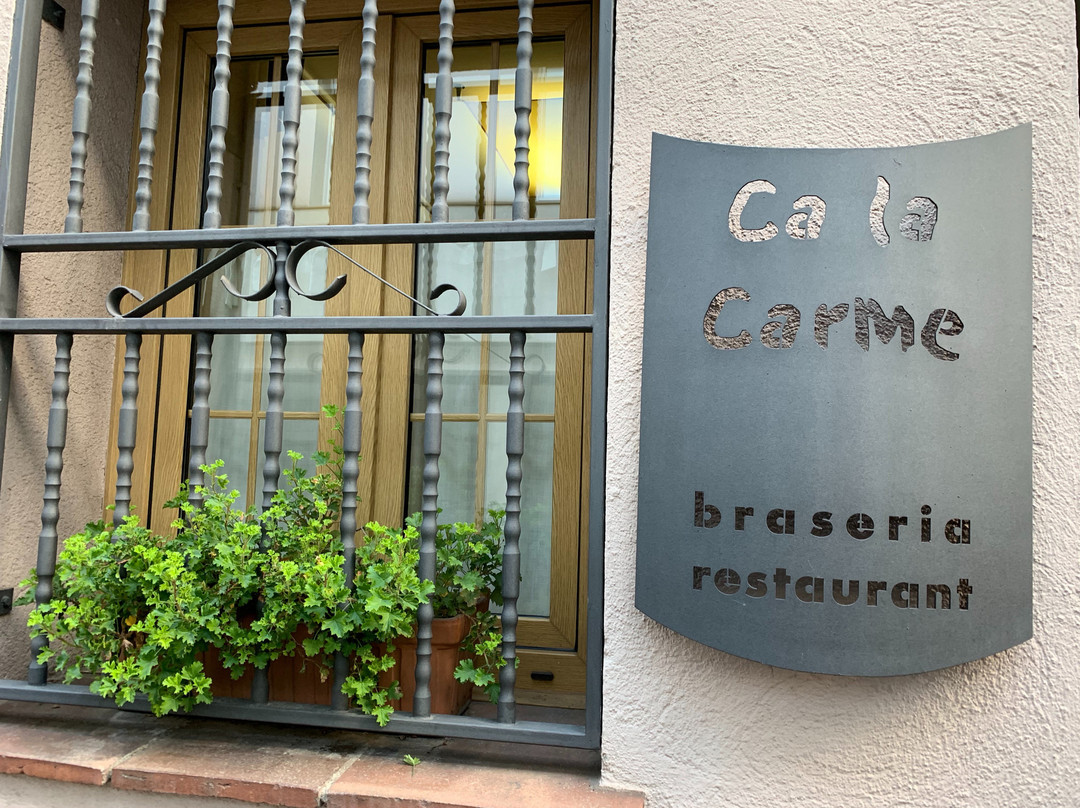 Ca la
Carme
braseria
restaurant